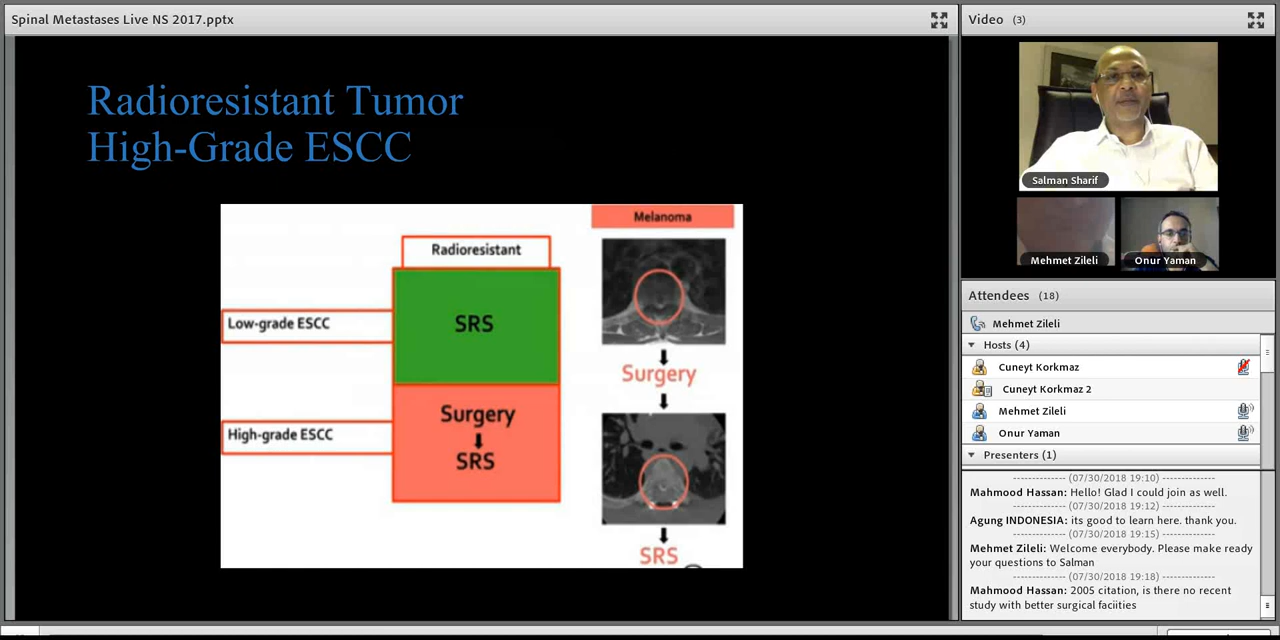 Spinal Metastases Live NS 2017.pptx
Radioresistant Tumor
High-Grade ESCC
Radioresistant
Low-grade ESCC
SRS
High-grade ESCC
Surgery
SRS
Melanoma
Surgery
SRS
Video (3)
Salman Sharif
Mehmet Zileli
Onur Yaman
Attendees (18)
Mehmet Zileli
Hosts (4)
Cuneyt Korkmaz
Cuneyt Korkmaz 2
Mehmet Zileli
Onur Yaman
Presenters (1)
-------------- (07/30/2018 19:10) --------------
Mahmood Hassan: Hello! Glad I could join as well.
-------------- (07/30/2018 19:12) --------------
Agung INDONESIA: its good to learn here. thank you.
-------------- (07/30/2018 19:15) --------------
Mehmet Zileli: Welcome everybody. Please make ready
your questions to Salman
-------------- (07/30/2018 19:18) --------------
Mahmood Hassan: 2005 citation, is there no recent
study with better surgical faciities